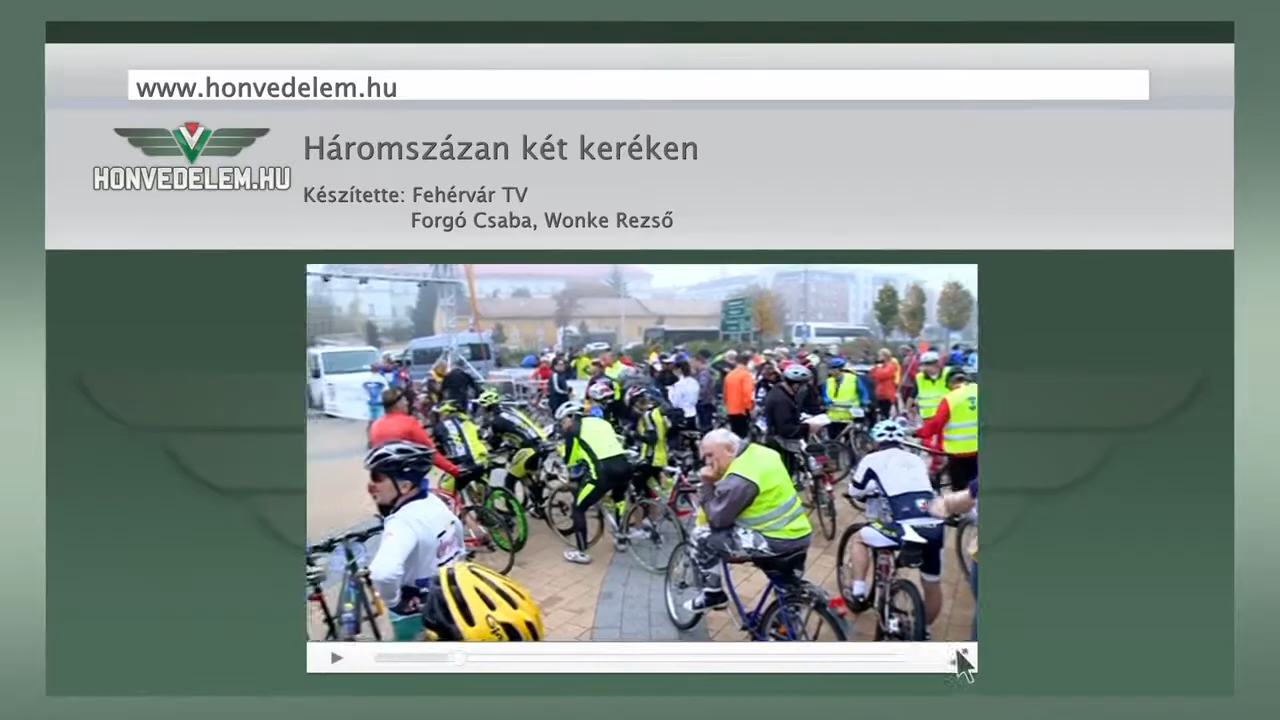 www.honvedelem.hu
HONVEDELEM.HU
Háromszázan két keréken
Készítette: Fehérvár TV
Forgó Csaba, Wonke Rezső